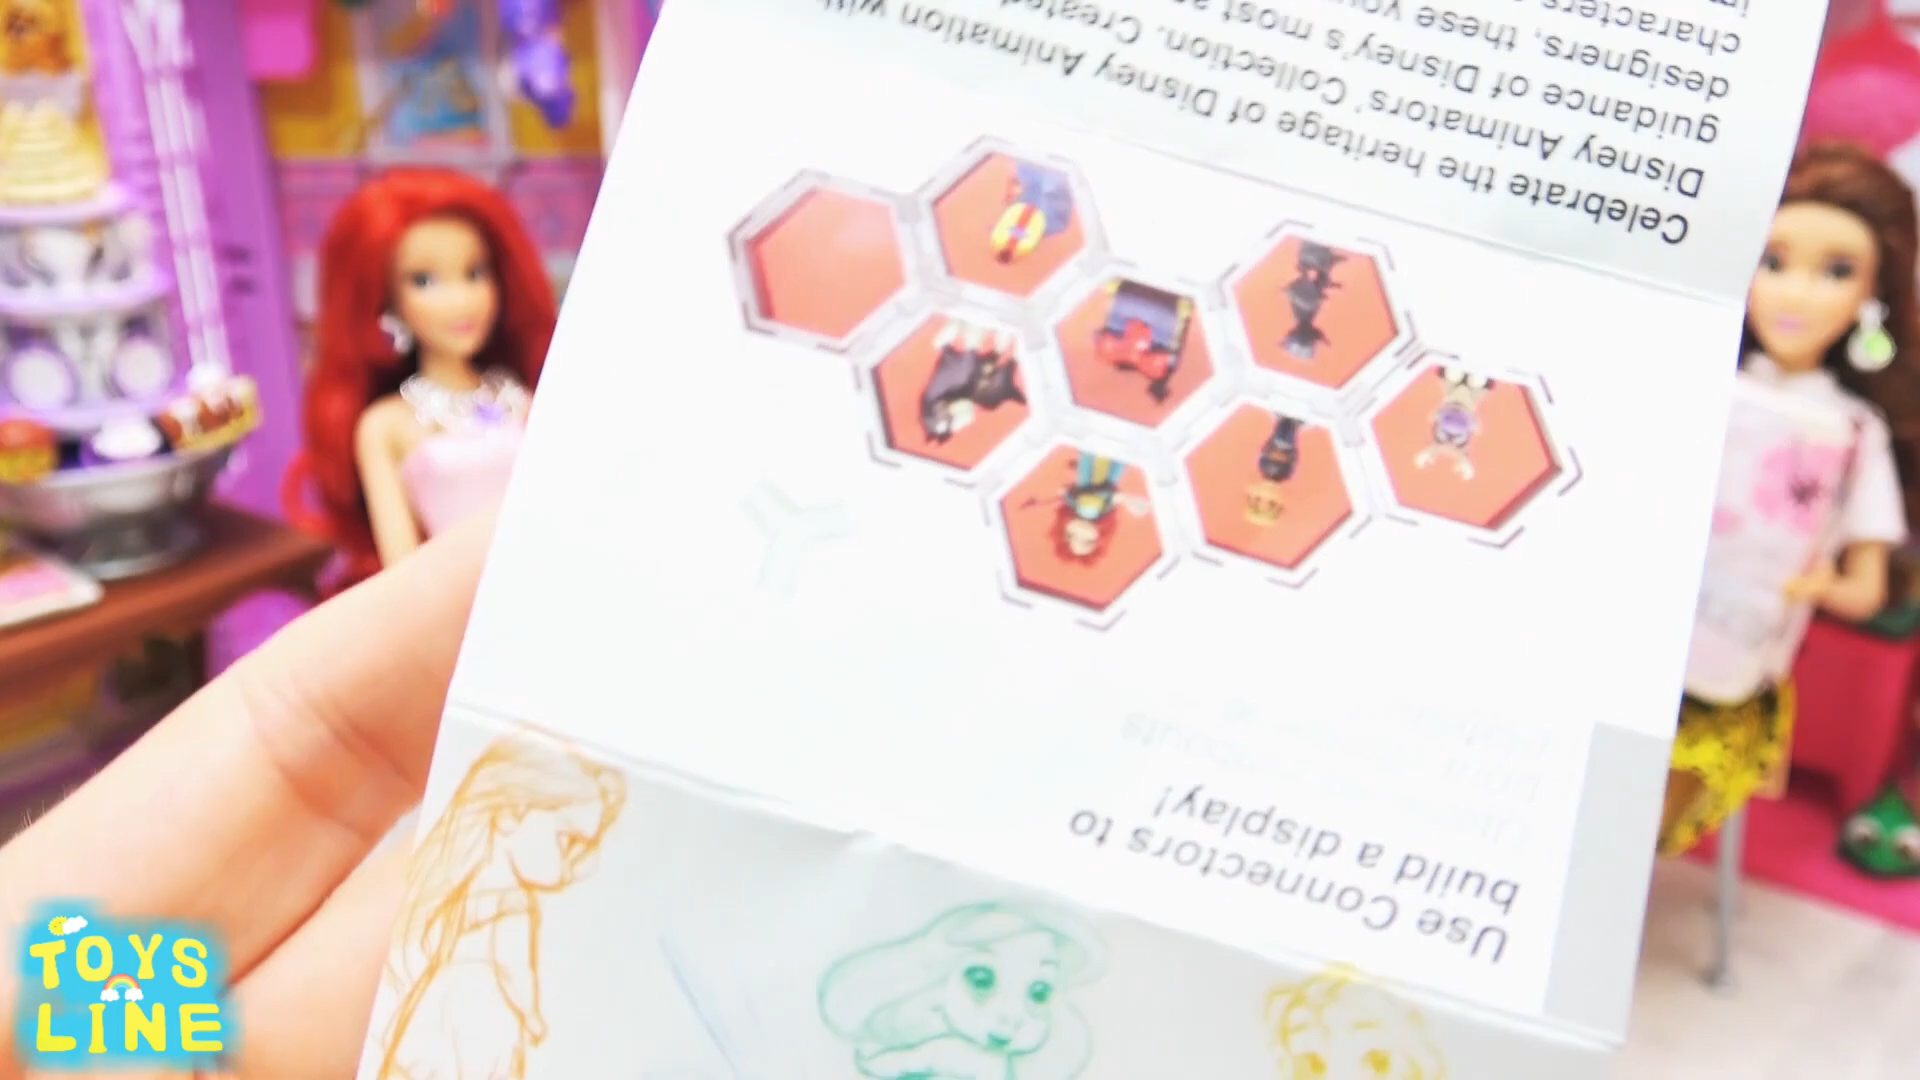 Use Connectors to
build a display!
Celebrate the heritage of Disney Animation with
Disney Animators' Collection. Created
guidance of Disney's most
designers, these
characters
TOYS
LINE